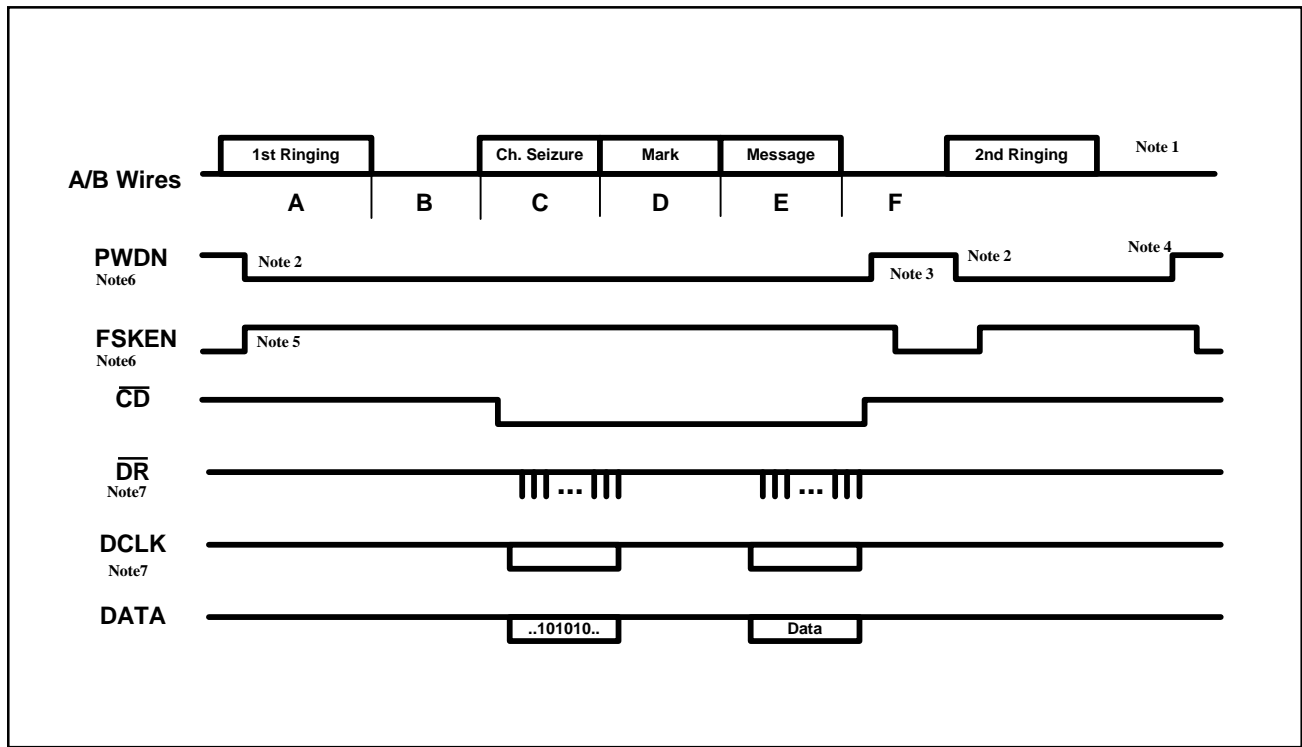 1st Ringing
Ch. Seizure
Mark
Message
2nd Ringing
Note 1
A/B Wires
A
B
C
D
E
F
PWDN
Note6
Note 2
Note 3
Note 2
Note 4
FSKEN
Note6
Note 5
CD
DR
Note7
...
...
DCLK
Note7
DATA
..101010..
Data